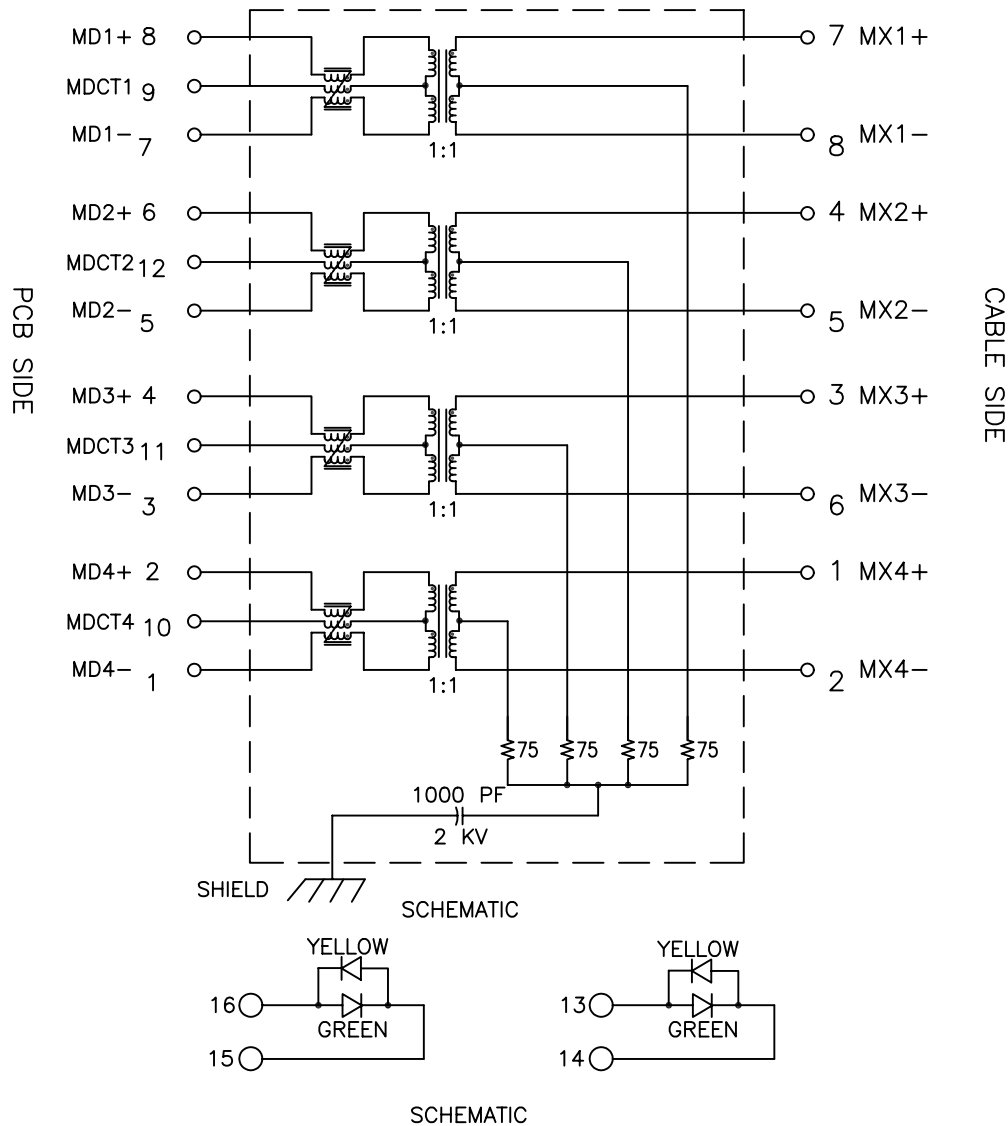 MD1+ 8
7 MX1+
MDCT1 9
MD1- 7
8 MX1-
1:1
MD2+ 6
4 MX2+
MDCT2 12
MD2- 5
5 MX2-
1:1
PCB SIDE
CABLE SIDE
MD3+ 4
3 MX3+
MDCT3 11
MD3- 3
6 MX3-
1:1
MD4+ 2
1 MX4+
MDCT4 10
MD4- 1
2 MX4-
1:1
75 75 75 75
1000 PF
2 KV
SHIELD
SCHEMATIC
YELLOW
16
GREEN
15
YELLOW
13
GREEN
14
SCHEMATIC